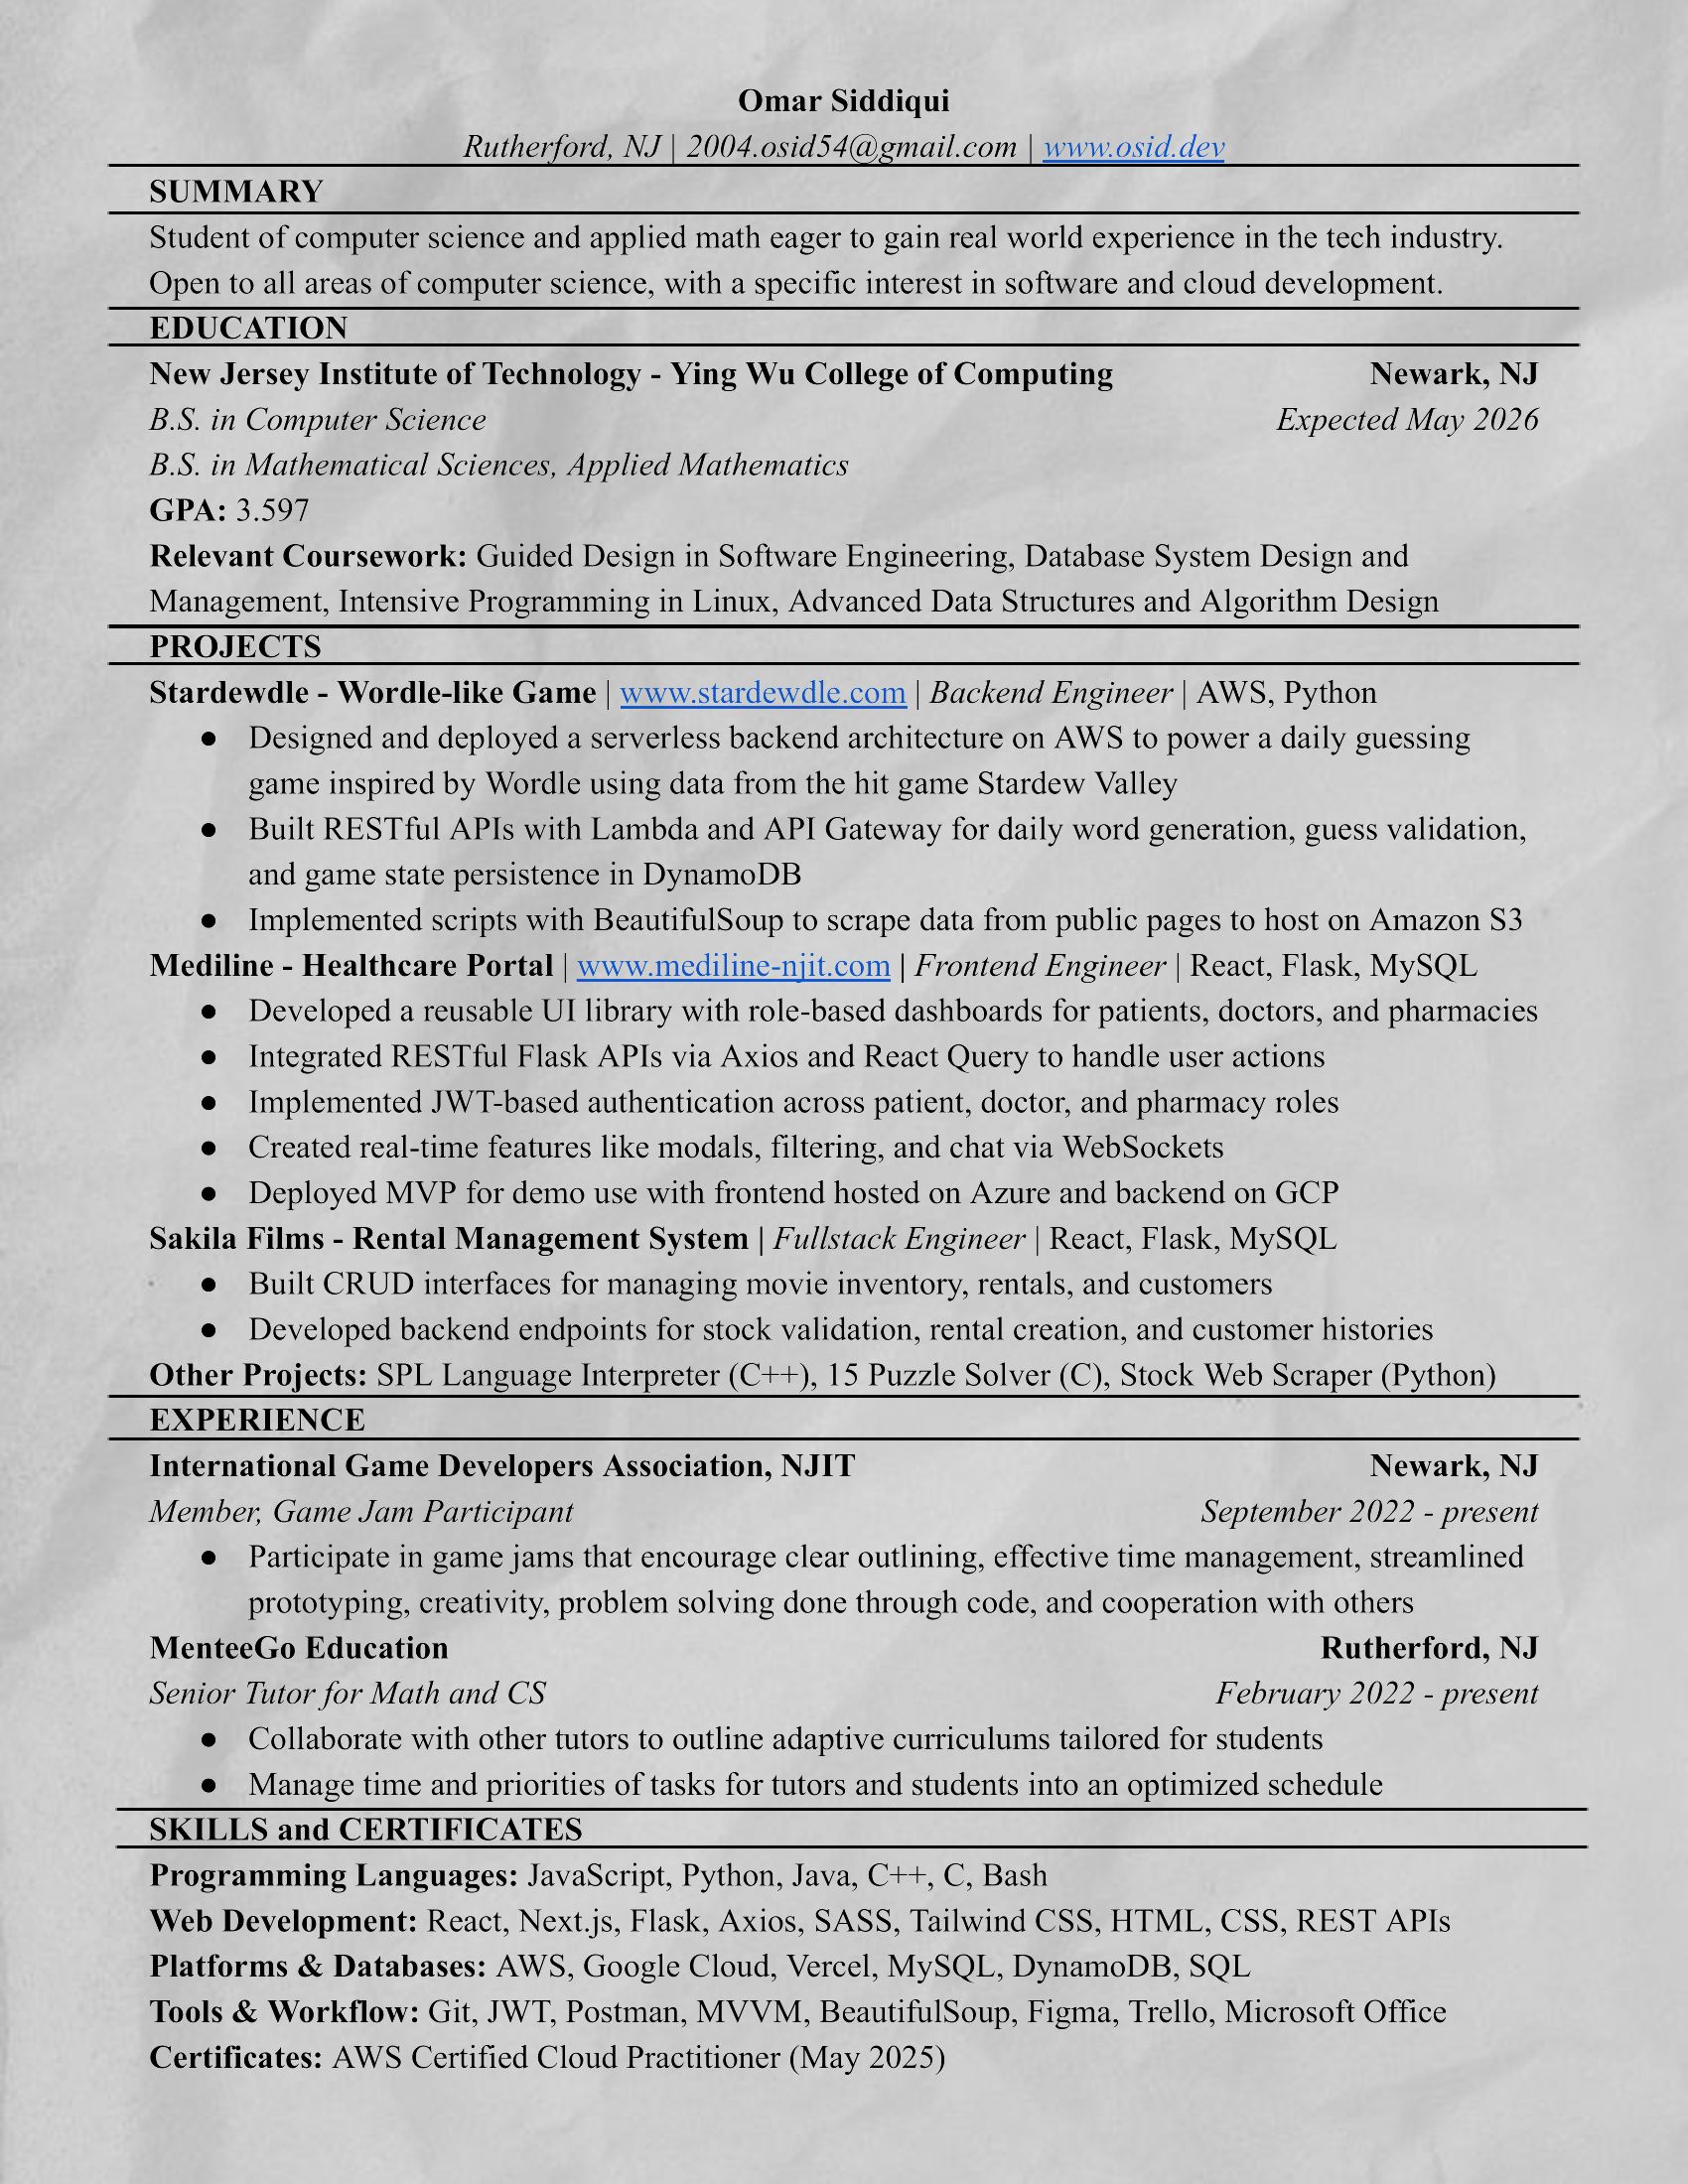 Omar Siddiqui
Rutherford, NJ | 2004.osid54@gmail.com | www.osid.dev
SUMMARY
Student of computer science and applied math eager to gain real world experience in the tech industry.
Open to all areas of computer science, with a specific interest in software and cloud development.
EDUCATION
New Jersey Institute of Technology - Ying Wu College of Computing Newark, NJ
B.S. in Computer Science Expected May 2026
B.S. in Mathematical Sciences, Applied Mathematics
GPA: 3.597
Relevant Coursework: Guided Design in Software Engineering, Database System Design and
Management, Intensive Programming in Linux, Advanced Data Structures and Algorithm Design
PROJECTS
Stardewdle - Wordle-like Game | www.stardewdle.com | Backend Engineer | AWS, Python
● Designed and deployed a serverless backend architecture on AWS to power a daily guessing
game inspired by Wordle using data from the hit game Stardew Valley
● Built RESTful APIs with Lambda and API Gateway for daily word generation, guess validation,
and game state persistence in DynamoDB
● Implemented scripts with BeautifulSoup to scrape data from public pages to host on Amazon S3
Mediline - Healthcare Portal | www.mediline-njit.com | Frontend Engineer | React, Flask, MySQL
● Developed a reusable UI library with role-based dashboards for patients, doctors, and pharmacies
● Integrated RESTful Flask APIs via Axios and React Query to handle user actions
● Implemented JWT-based authentication across patient, doctor, and pharmacy roles
● Created real-time features like modals, filtering, and chat via WebSockets
● Deployed MVP for demo use with frontend hosted on Azure and backend on GCP
Sakila Films - Rental Management System | Fullstack Engineer | React, Flask, MySQL
● Built CRUD interfaces for managing movie inventory, rentals, and customers
● Developed backend endpoints for stock validation, rental creation, and customer histories
Other Projects: SPL Language Interpreter (C++), 15 Puzzle Solver (C), Stock Web Scraper (Python)
EXPERIENCE
International Game Developers Association, NJIT Newark, NJ
Member, Game Jam Participant September 2022 - present
● Participate in game jams that encourage clear outlining, effective time management, streamlined
prototyping, creativity, problem solving done through code, and cooperation with others
MenteeGo Education Rutherford, NJ
Senior Tutor for Math and CS February 2022 - present
● Collaborate with other tutors to outline adaptive curriculums tailored for students
● Manage time and priorities of tasks for tutors and students into an optimized schedule
SKILLS and CERTIFICATES
Programming Languages: JavaScript, Python, Java, C++, C, Bash
Web Development: React, Next.js, Flask, Axios, SASS, Tailwind CSS, HTML, CSS, REST APIs
Platforms & Databases: AWS, Google Cloud, Vercel, MySQL, DynamoDB, SQL
Tools & Workflow: Git, JWT, Postman, MVVM, BeautifulSoup, Figma, Trello, Microsoft Office
Certificates: AWS Certified Cloud Practitioner (May 2025)